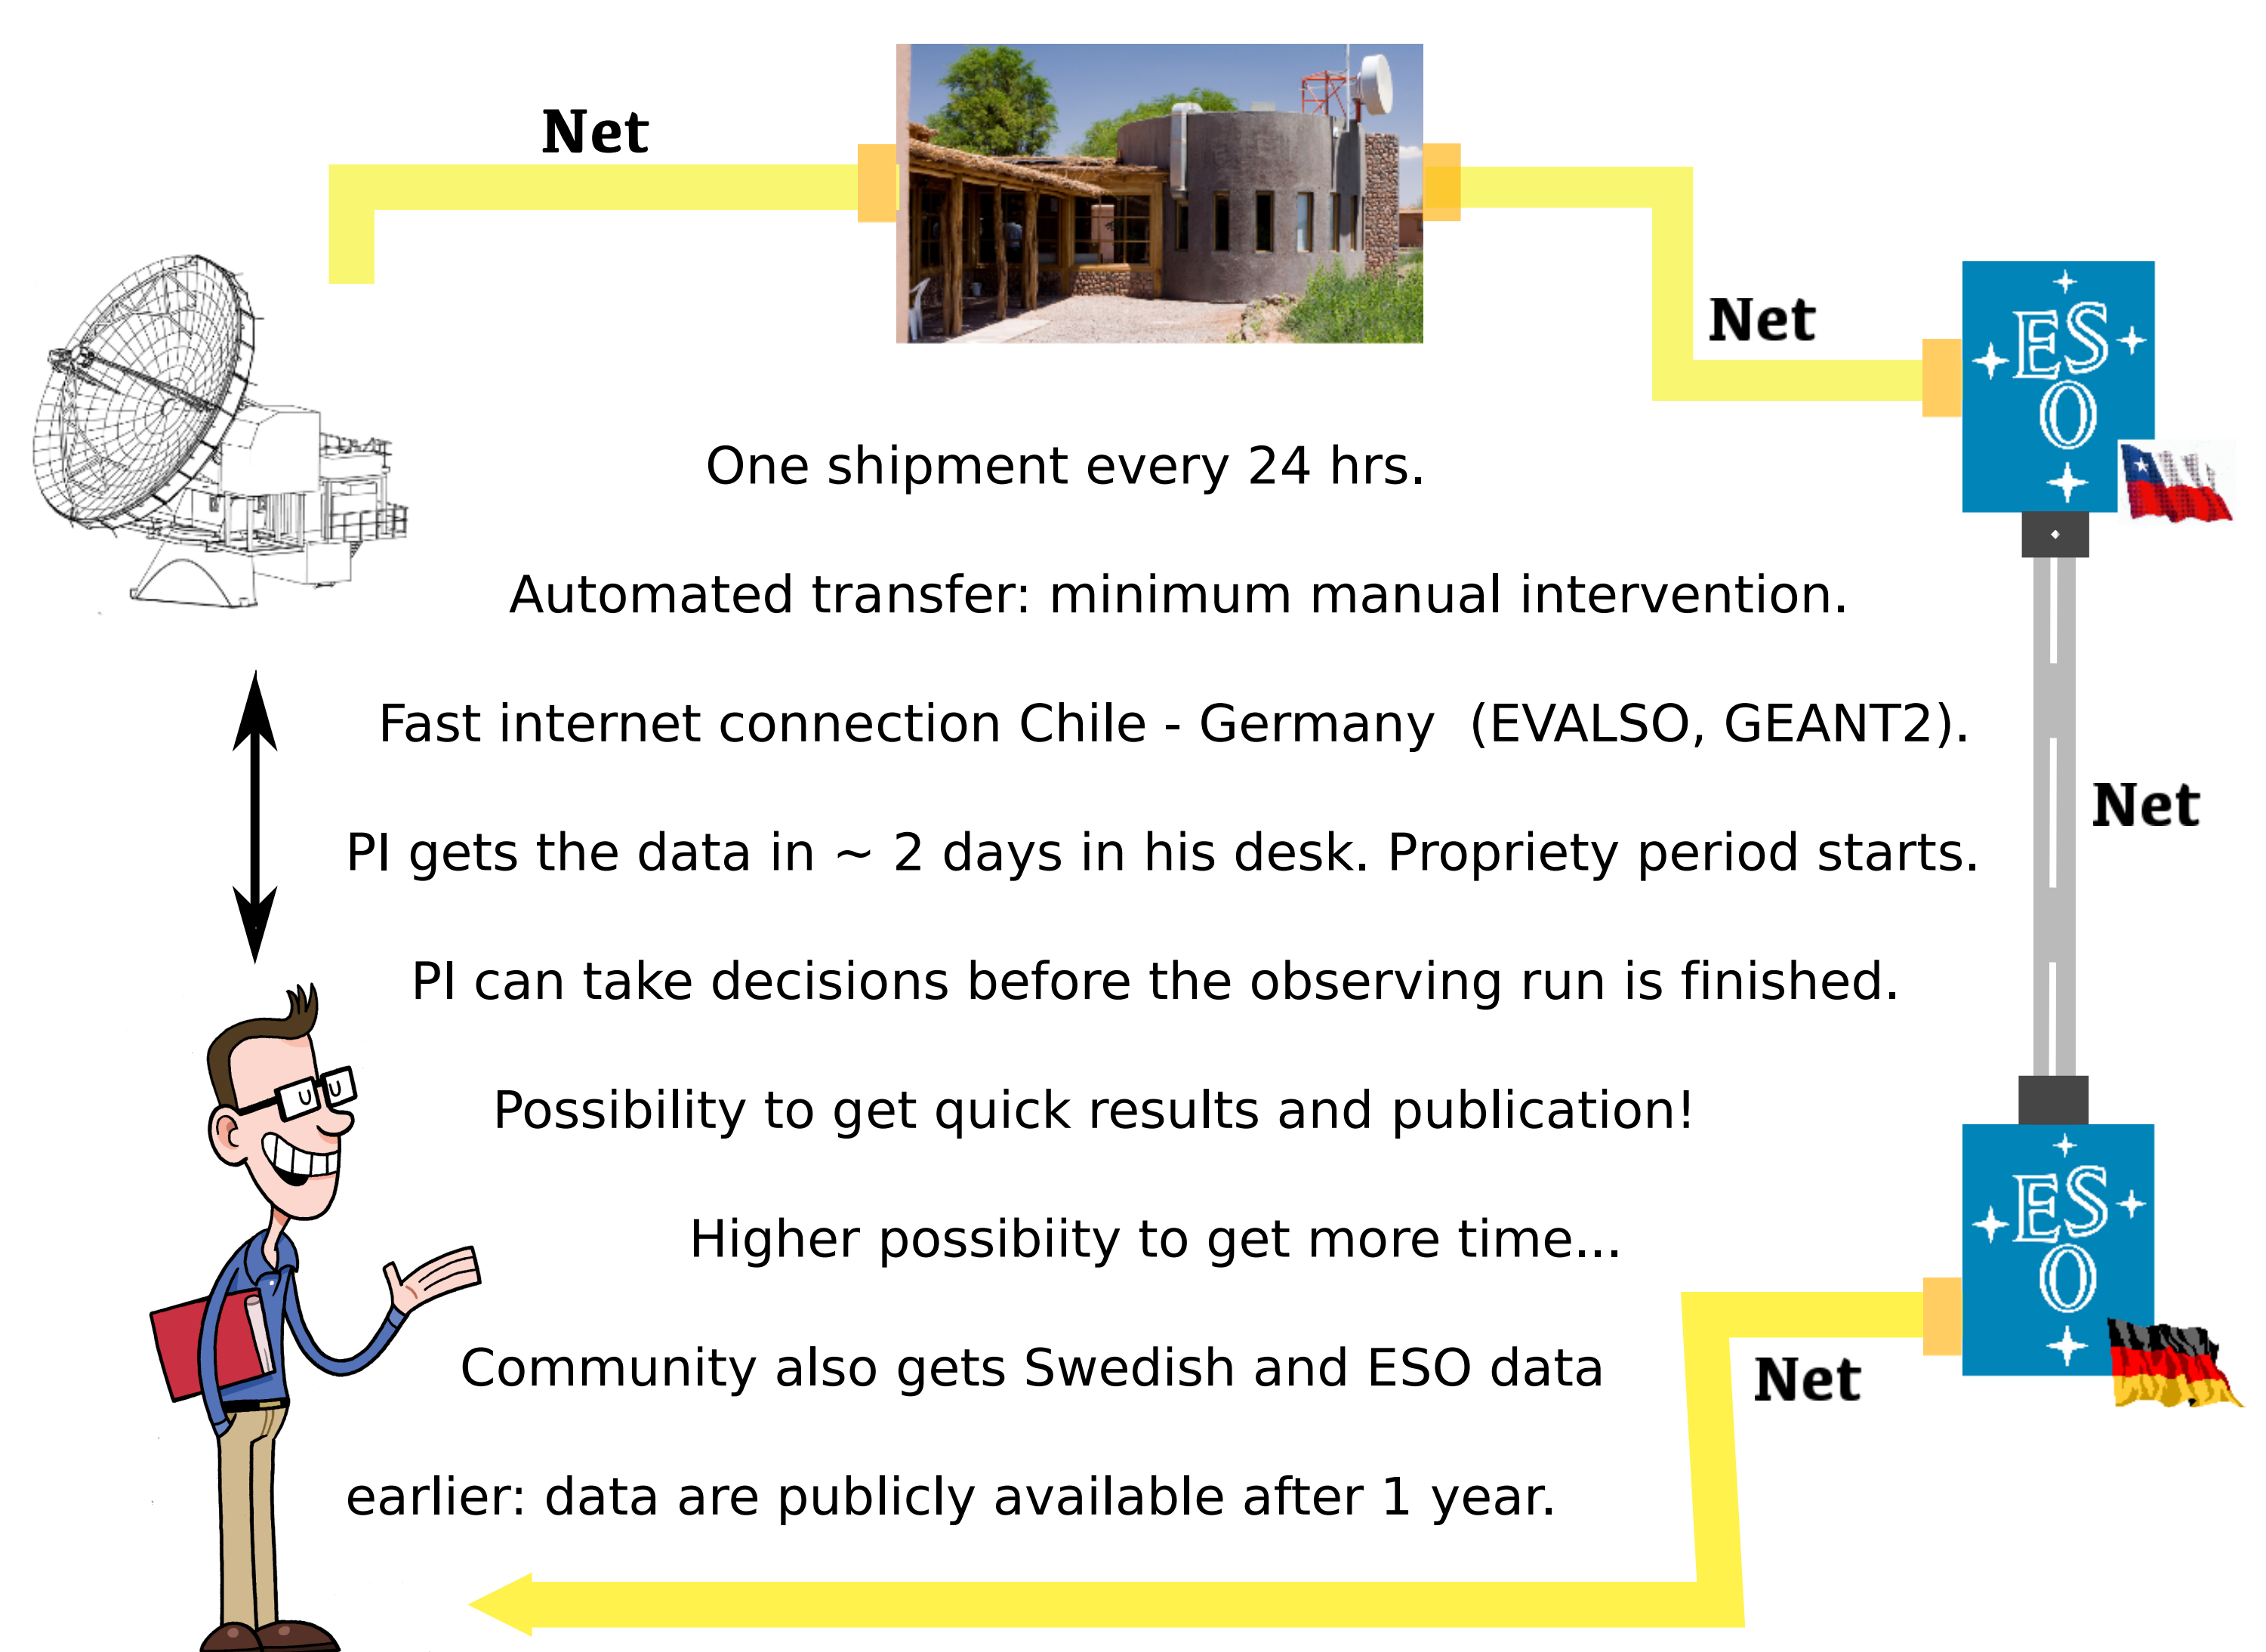 Net
Net
ES
O
One shipment every 24 hrs.
Automated transfer: minimum manual intervention.
Fast internet connection Chile - Germany  (EVALSO, GEANT2).
Net
PI gets the data in ~ 2 days in his desk. Propriety period starts.
PI can take decisions before the observing run is finished.
Possibility to get quick results and publication!
ES
O
Higher possibiity to get more time...
Net
Community also gets Swedish and ESO data
earlier: data are publicly available after 1 year.